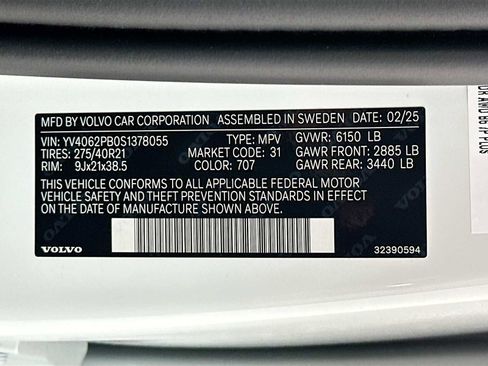 MFD BY VOLVO CAR CORPORATION ASSEMBLED IN SWEDEN DATE: 02/25
VIN: YV4062PB0S1378055 TYPE: MPV GVWR: 6150 LB
TIRES: 275/40R21 MARKET CODE: 31 GAWR FRONT: 2885 LB
RIM: 9Jx21x38.5 COLOR: 707 GAWR REAR: 3440 LB
THIS VEHICLE CONFORMS TO ALL APPLICABLE FEDERAL MOTOR
VEHICLE SAFETY AND THEFT PREVENTION STANDARDS IN EFFECT
ON THE DATE OF MANUFACTURE SHOWN ABOVE.
VOLVO 32390594